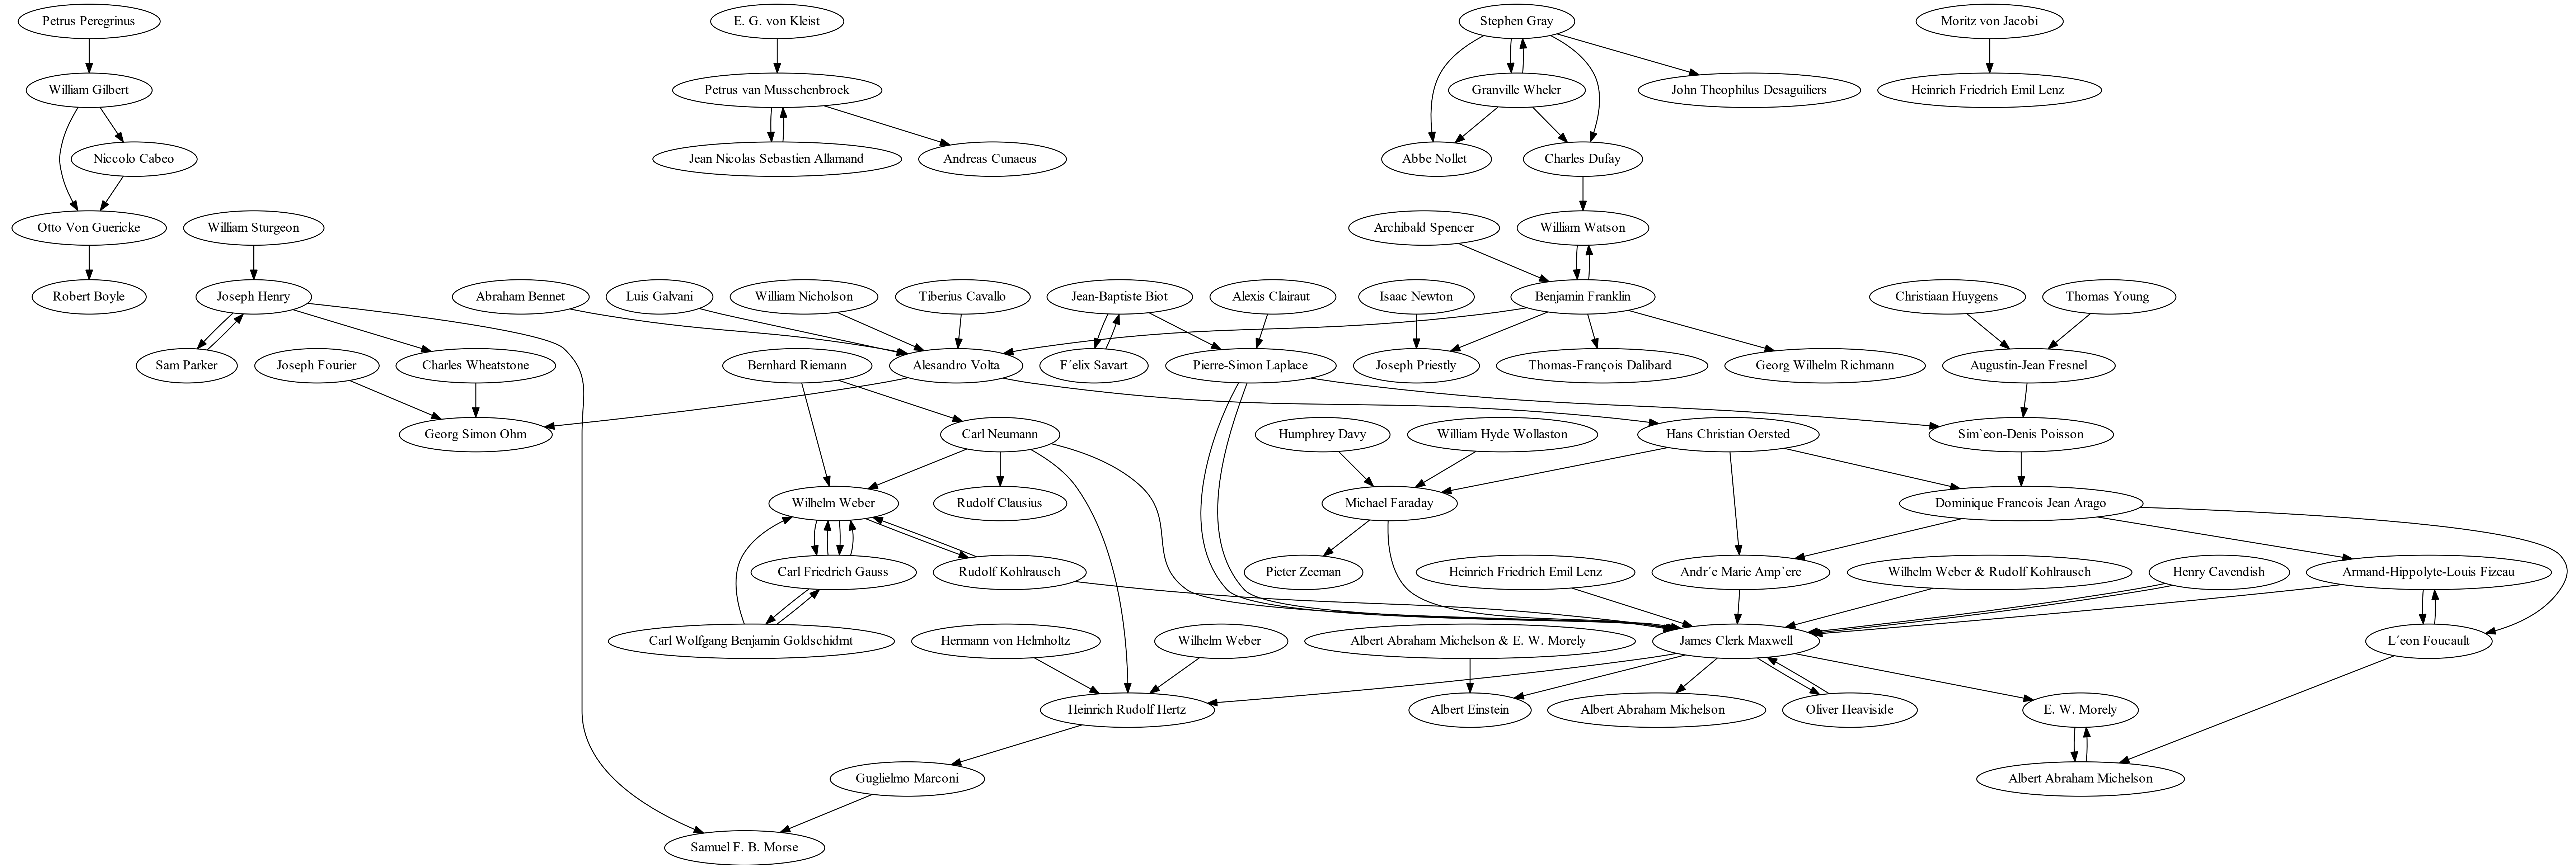 Petrus Peregrinus
E. G. von Kleist
Stephen Gray
Moritz von Jacobi
William Gilbert
Petrus van Musschenbroek
Granville Wheler
John Theophilus Desaguiliers
Heinrich Friedrich Emil Lenz
Niccolo Cabeo
Jean Nicolas Sebastien Allamand
Andreas Cunaeus
Abbe Nollet
Charles Dufay
Otto Von Guericke
William Sturgeon
Archibald Spencer
William Watson
Robert Boyle
Joseph Henry
Abraham Bennet
Luis Galvani
William Nicholson
Tiberius Cavallo
Jean-Baptiste Biot
Alexis Clairaut
Isaac Newton
Benjamin Franklin
Christiaan Huygens
Thomas Young
Sam Parker
Joseph Fourier
Charles Wheatstone
Bernhard Riemann
Alesandro Volta
F´elix Savart
Pierre-Simon Laplace
Joseph Priestly
Thomas-François Dalibard
Georg Wilhelm Richmann
Augustin-Jean Fresnel
Georg Simon Ohm
Carl Neumann
Humphrey Davy
William Hyde Wollaston
Hans Christian Oersted
Sim`eon-Denis Poisson
Wilhelm Weber
Rudolf Clausius
Michael Faraday
Dominique Francois Jean Arago
Carl Friedrich Gauss
Rudolf Kohlrausch
Pieter Zeeman
Heinrich Friedrich Emil Lenz
Andr´e Marie Amp`ere
Wilhelm Weber & Rudolf Kohlrausch
Henry Cavendish
Armand-Hippolyte-Louis Fizeau
Carl Wolfgang Benjamin Goldschidmt
Hermann von Helmholtz
Wilhelm Weber
Albert Abraham Michelson & E. W. Morely
James Clerk Maxwell
L´eon Foucault
Heinrich Rudolf Hertz
Albert Einstein
Albert Abraham Michelson
Oliver Heaviside
E. W. Morely
Guglielmo Marconi
Albert Abraham Michelson
Samuel F. B. Morse